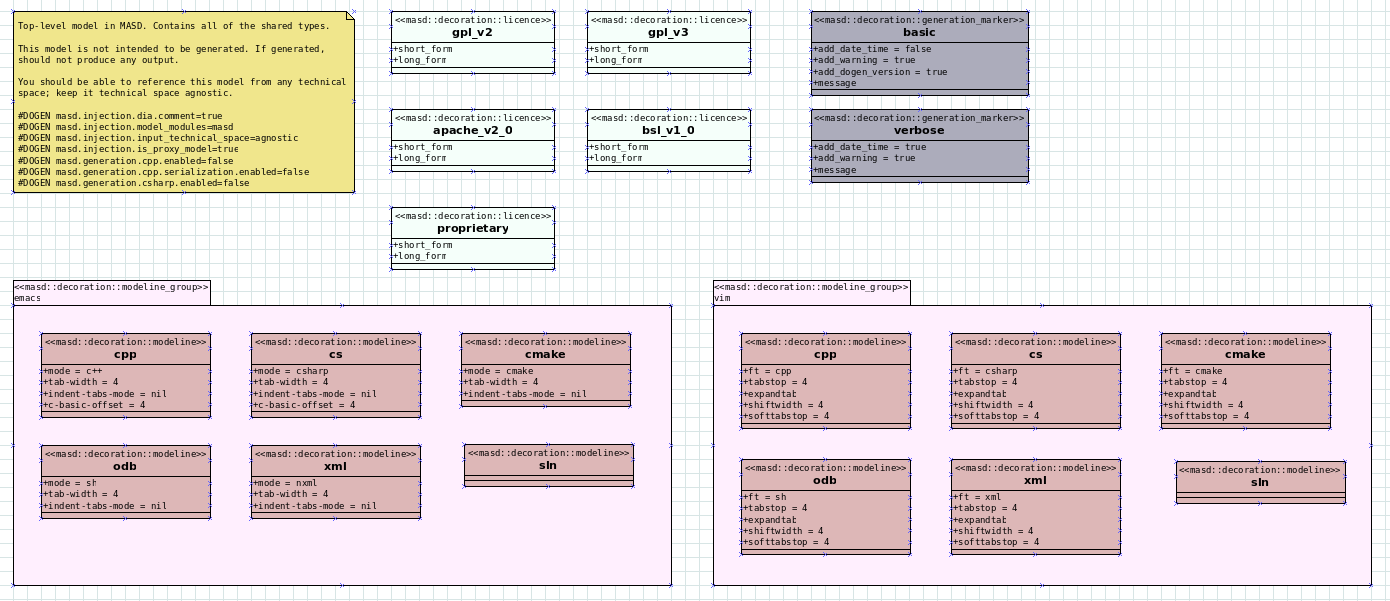 Top-level model in MASD. Contains all of the shared types.
This model is not intended to be generated. If generated,
should not produce any output.
You should be able to reference this model from any technical
space; keep it technical space agnostic.
#DOGEN masd.injection.dia.comment=true
#DOGEN masd.injection.model_modules=masd
#DOGEN masd.injection.input_technical_space=agnostic
#DOGEN masd.injection.is_proxy_model=true
#DOGEN masd.generation.cpp.enabled=false
#DOGEN masd.generation.cpp.serialization.enabled=false
#DOGEN masd.generation.csharp.enabled=false
<<masd::decoration::licence>>
gpl_v2
+short_form
+long_form
<<masd::decoration::licence>>
gpl_v3
+short_form
+long_form
<<masd::decoration::generation_marker>>
basic
+add_date_time = false
+add_warning = true
+add_dogen_version = true
+message
<<masd::decoration::licence>>
apache_v2_0
+short_form
+long_form
<<masd::decoration::licence>>
bsl_v1_0
+short_form
+long_form
<<masd::decoration::generation_marker>>
verbose
+add_date_time = true
+add_warning = true
+message
<<masd::decoration::licence>>
proprietary
+short_form
+long_form
<<masd::decoration::modeline_group>>
emacs
<<masd::decoration::modeline>>
cpp
+mode = c++
+tab-width = 4
+indent-tabs-mode = nil
+c-basic-offset = 4
<<masd::decoration::modeline>>
cs
+mode = csharp
+tab-width = 4
+indent-tabs-mode = nil
+c-basic-offset = 4
<<masd::decoration::modeline>>
cmake
+mode = cmake
+tab-width = 4
+indent-tabs-mode = nil
<<masd::decoration::modeline>>
odb
+mode = sh
+tab-width = 4
+indent-tabs-mode = nil
<<masd::decoration::modeline>>
xml
+mode = nxml
+tab-width = 4
+indent-tabs-mode = nil
<<masd::decoration::modeline>>
sln
<<masd::decoration::modeline_group>>
vim
<<masd::decoration::modeline>>
cpp
+ft = cpp
+tabstop = 4
+expandtab
+shiftwidth = 4
+softtabstop = 4
<<masd::decoration::modeline>>
cs
+ft = csharp
+tabstop = 4
+expandtab
+shiftwidth = 4
+softtabstop = 4
<<masd::decoration::modeline>>
cmake
+ft = cmake
+tabstop = 4
+expandtab
+shiftwidth = 4
+softtabstop = 4
<<masd::decoration::modeline>>
odb
+ft = sh
+tabstop = 4
+expandtab
+shiftwidth = 4
+softtabstop = 4
<<masd::decoration::modeline>>
xml
+ft = xml
+tabstop = 4
+expandtab
+shiftwidth = 4
+softtabstop = 4
<<masd::decoration::modeline>>
sln